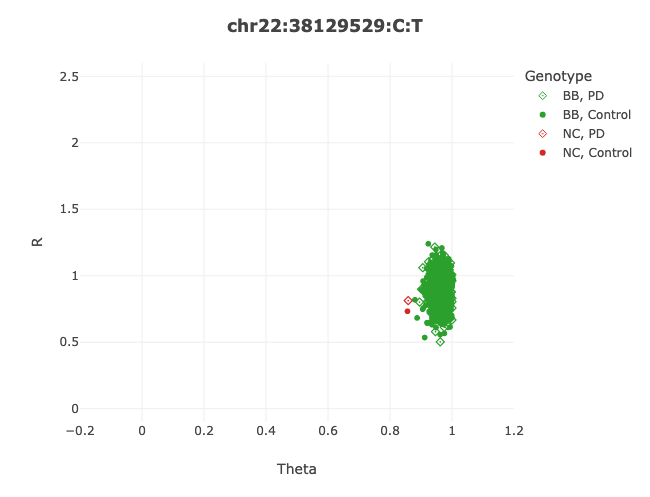 chr22:38129529:C:T
Genotype
BB, PD
BB, Control
NC, PD
NC, Control
2.5
2
1.5
1
0.5
0
R
−0.2
0
0.2
0.4
0.6
0.8
1
1.2
Theta